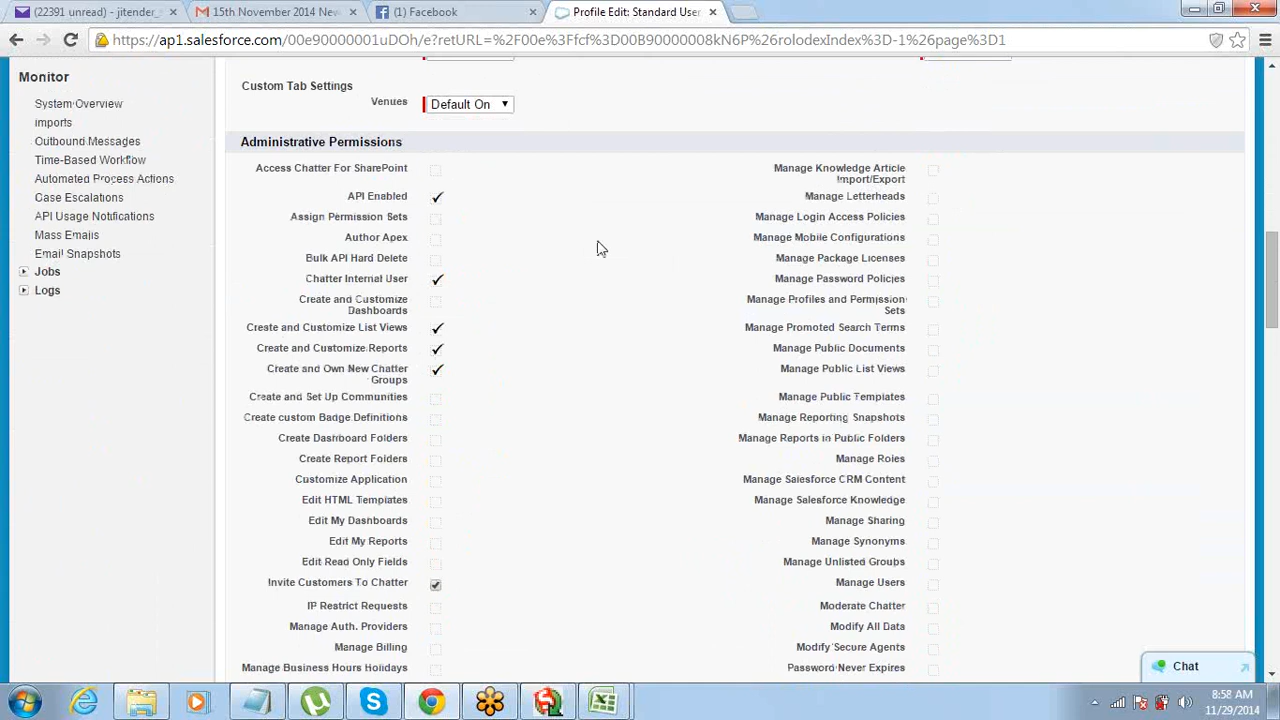 (22391 unread) - jitender_
15th November 2014 New
(1) Facebook
Profile Edit: Standard Use
https://ap1.salesforce.com/00e90000001uDOh/e?retURL=%2F00e%3Ffcf%3D00B90000008kN6P%26rolodexIndex%3D-1%26page%3D1
Monitor
System Overview
Imports
Outbound Messages
Time-Based Workflow
Automated Process Actions
Case Escalations
API Usage Notifications
Mass Emails
Email Snapshots
Jobs
Logs
Custom Tab Settings
Venues Default On
Administrative Permissions
Access Chatter For SharePoint
API Enabled
Assign Permission Sets
Author Apex
Bulk API Hard Delete
Chatter Internal User
Create and Customize
Dashboards
Create and Customize List Views
Create and Customize Reports
Create and Own New Chatter
Groups
Create and Set Up Communities
Create custom Badge Definitions
Create Dashboard Folders
Create Report Folders
Customize Application
Edit HTML Templates
Edit My Dashboards
Edit My Reports
Edit Read Only Fields
Invite Customers To Chatter
IP Restrict Requests
Manage Auth. Providers
Manage Billing
Manage Business Hours Holidays
Manage Knowledge Article
Import/Export
Manage Letterheads
Manage Login Access Policies
Manage Mobile Configurations
Manage Package Licenses
Manage Password Policies
Manage Profiles and Permission
Sets
Manage Promoted Search Terms
Manage Public Documents
Manage Public List Views
Manage Public Templates
Manage Reporting Snapshots
Manage Reports in Public Folders
Manage Roles
Manage Salesforce CRM Content
Manage Salesforce Knowledge
Manage Sharing
Manage Synonyms
Manage Unlisted Groups
Manage Users
Moderate Chatter
Modify All Data
Modify Secure Agents
Password Never Expires
Chat
8:58 AM
11/29/2014